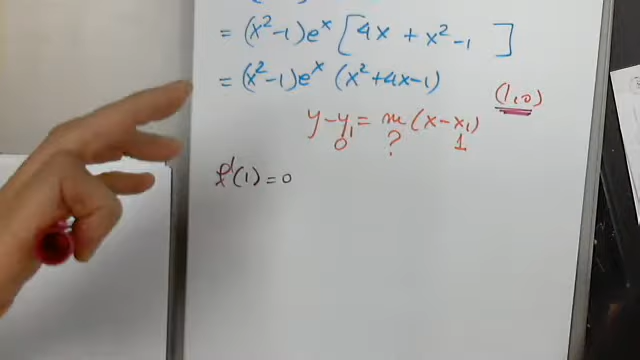 = (x²-1)eˣ [4x + x²-1 ]
= (x²-1)eˣ (x²+4x-1)
(1,0)
y-y₁ = m (x-x₁)
0 ? 1
f'(1)=0